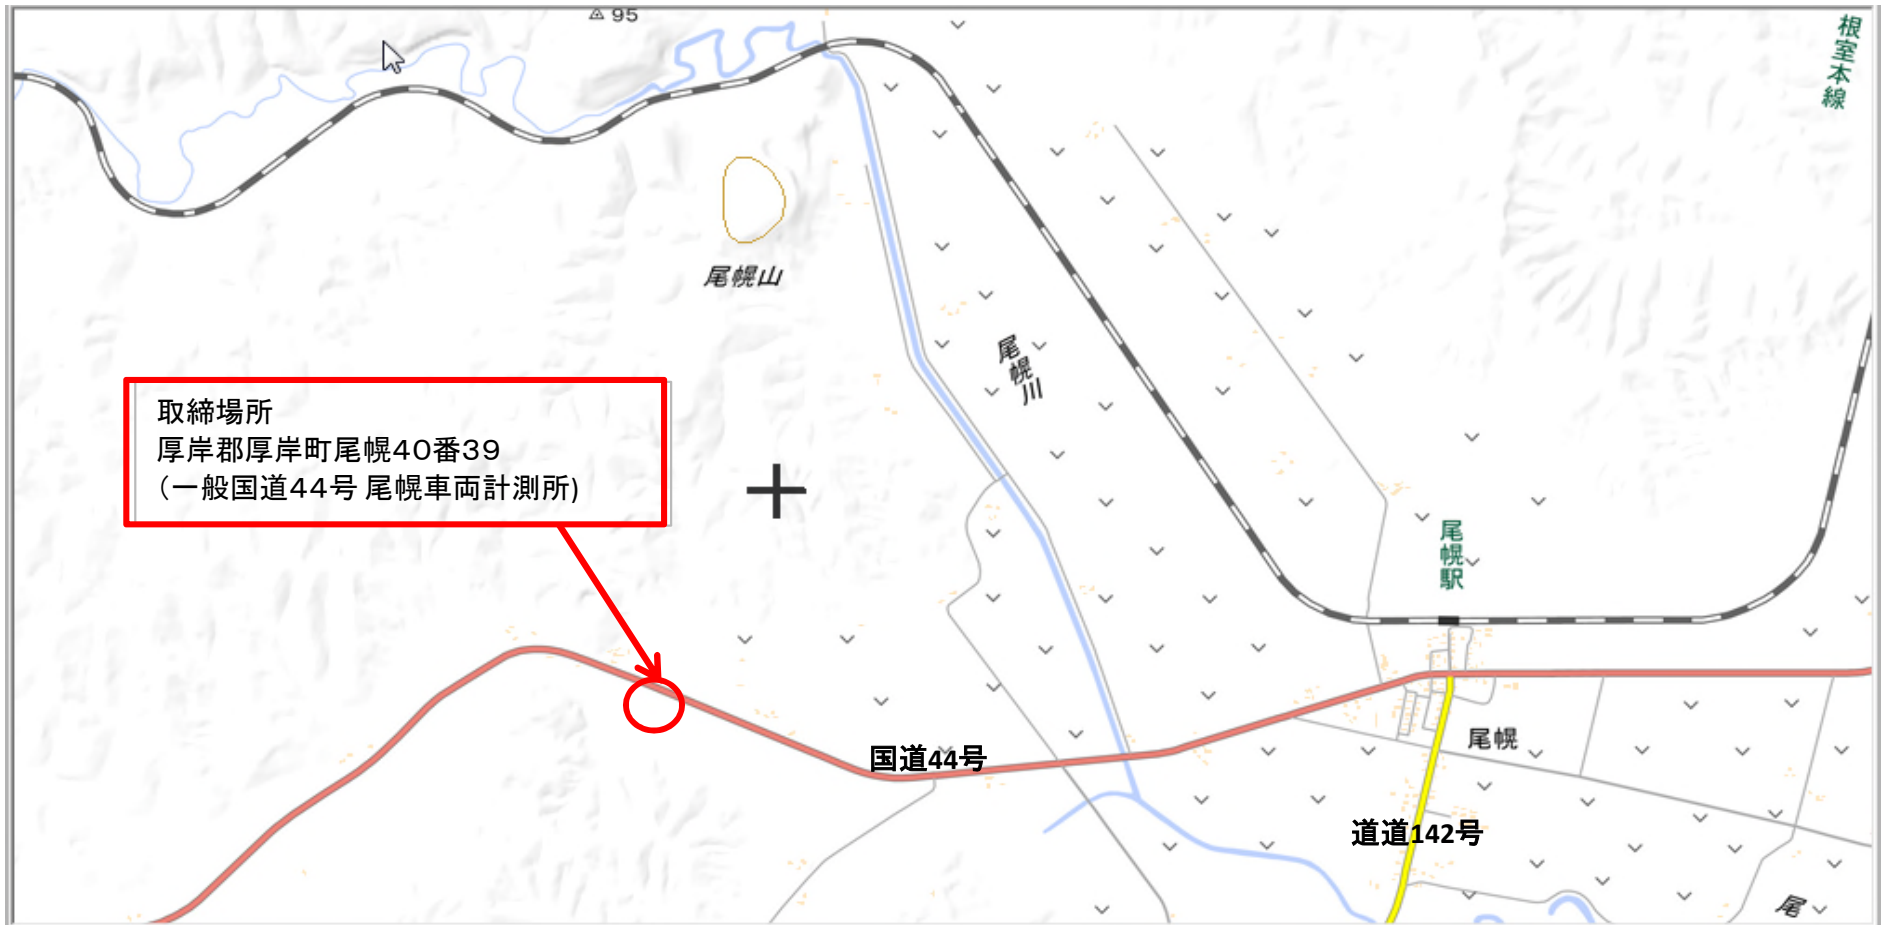 95
根室本線
尾幌山
尾幌川
取締場所
厚岸郡厚岸町尾幌40番39
（一般国道44号 尾幌車両計測所)
尾幌駅
国道44号
尾幌
道道142号
尾